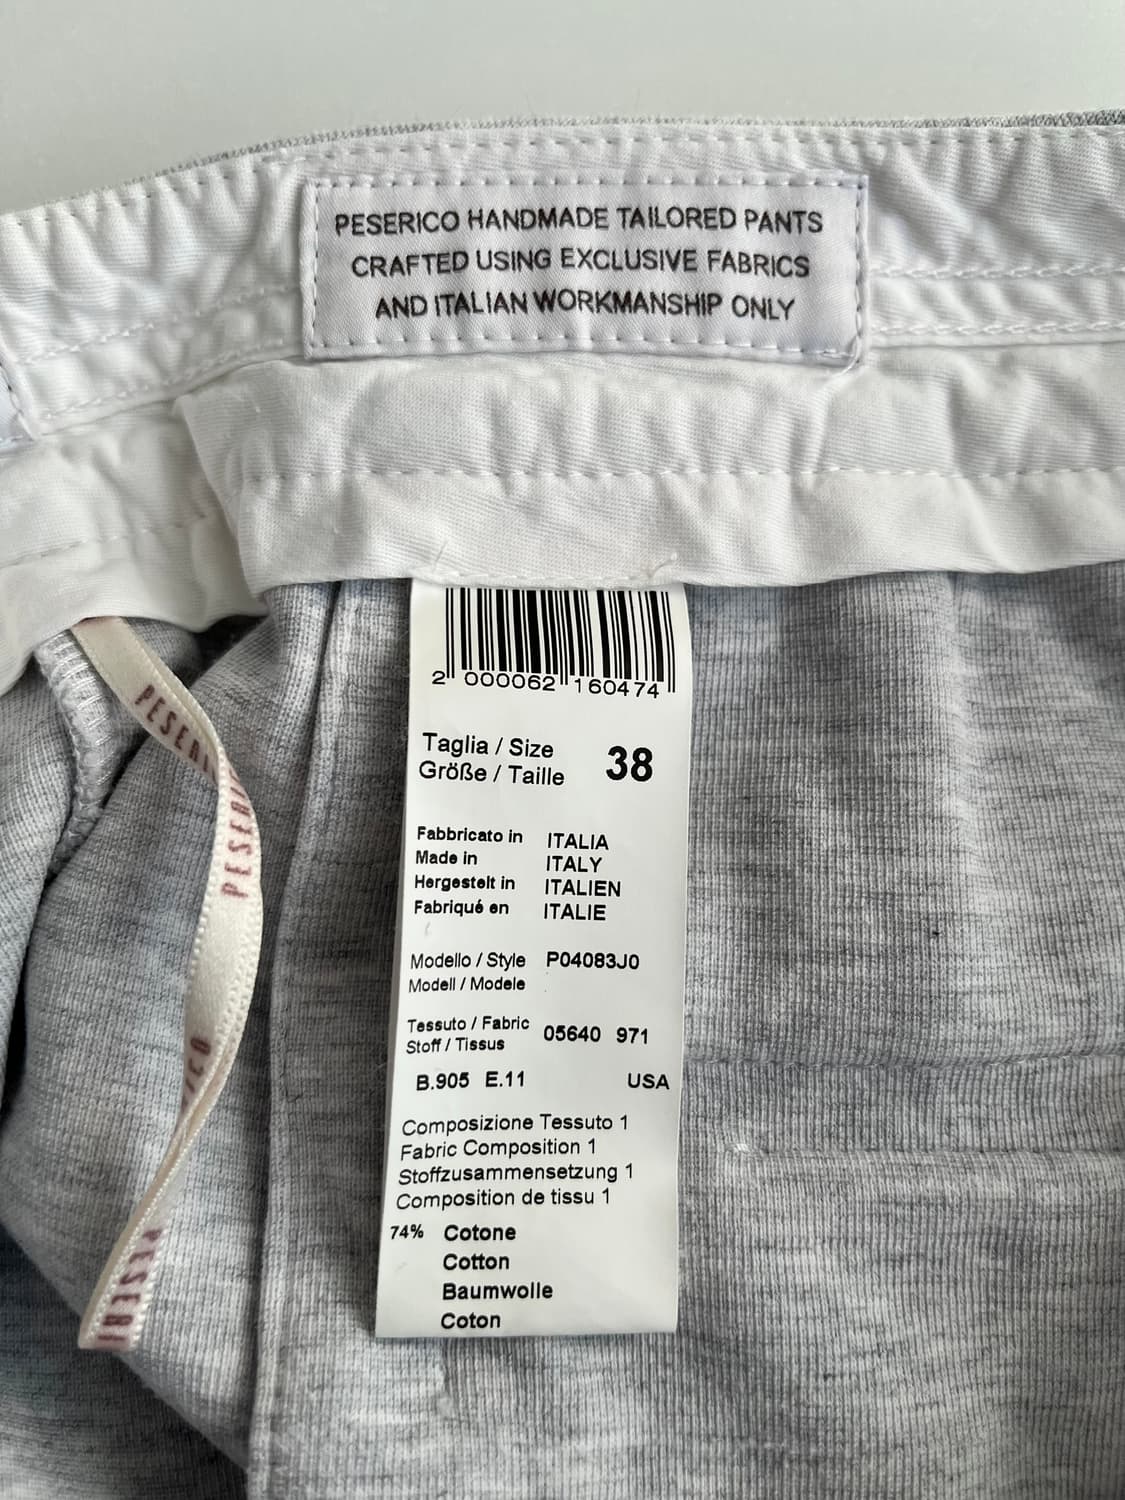 PESERICO HANDMADE TAILORED PANTS
CRAFTED USING EXCLUSIVE FABRICS
AND ITALIAN WORKMANSHIP ONLY
2 000062 160474
Taglia / Size
Größe / Taille 38
Fabbricato in ITALIA
Made in ITALY
Hergestelt in ITALIEN
Fabriqué en ITALIE
Modello / Style P04083J0
Modell / Modele
Tessuto / Fabric 05640 971
Stoff / Tissus
B.905 E.11 USA
Composizione Tessuto 1
Fabric Composition 1
Stoffzusammensetzung 1
Composition de tissu 1
74% Cotone
Cotton
Baumwolle
Coton